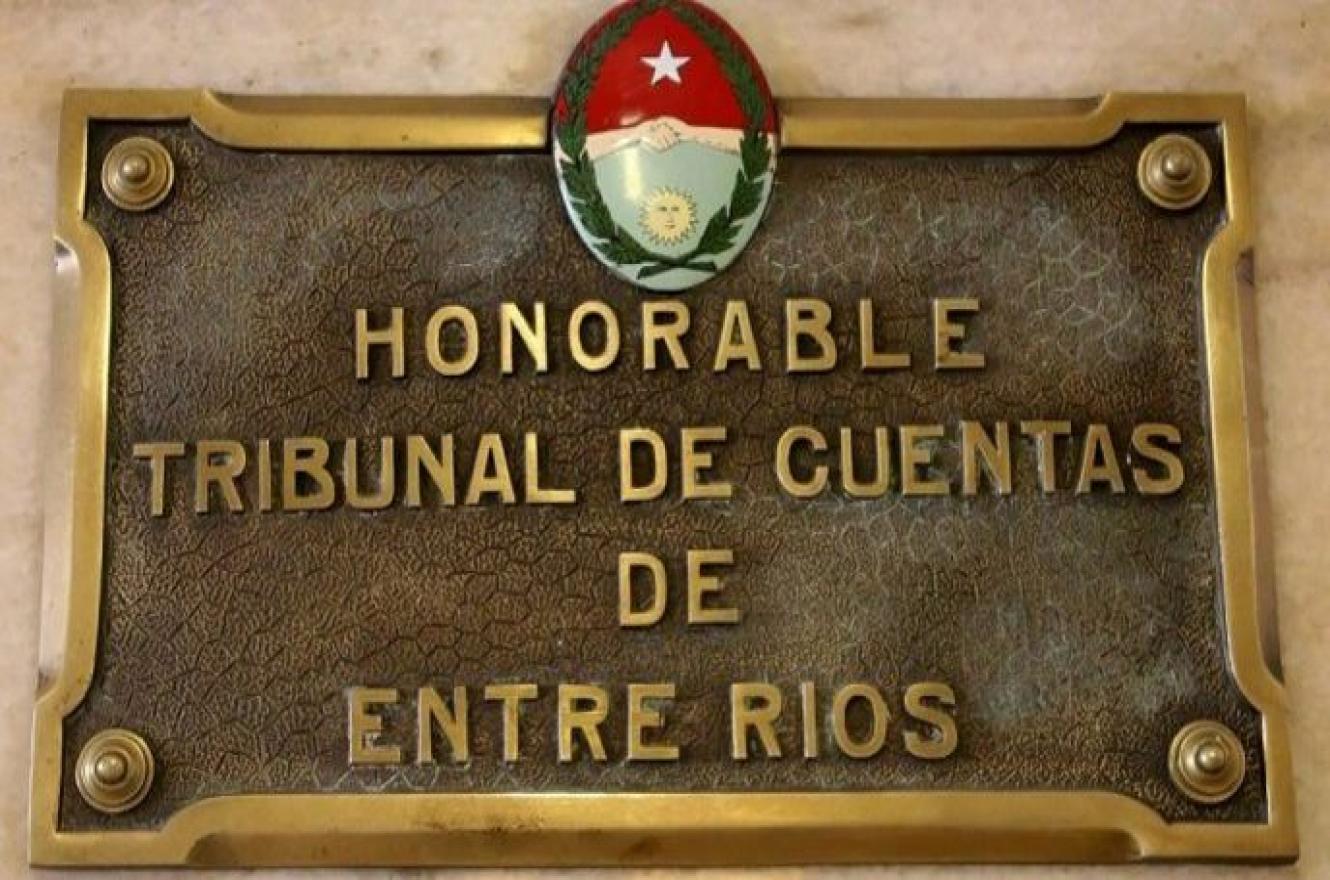 HONORABLE
TRIBUNAL DE CUENTAS
DE
ENTRE RIOS